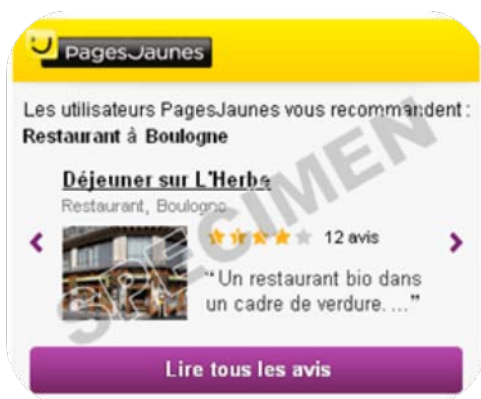 PagesJaunes
Les utilisateurs PagesJaunes vous recommandent :
Restaurant à Boulogne
Déjeuner sur L'Herbe
Restaurant, Boulogne
12 avis
“Un restaurant bio dans
un cadre de verdure. ...”
SPECIMEN
Lire tous les avis